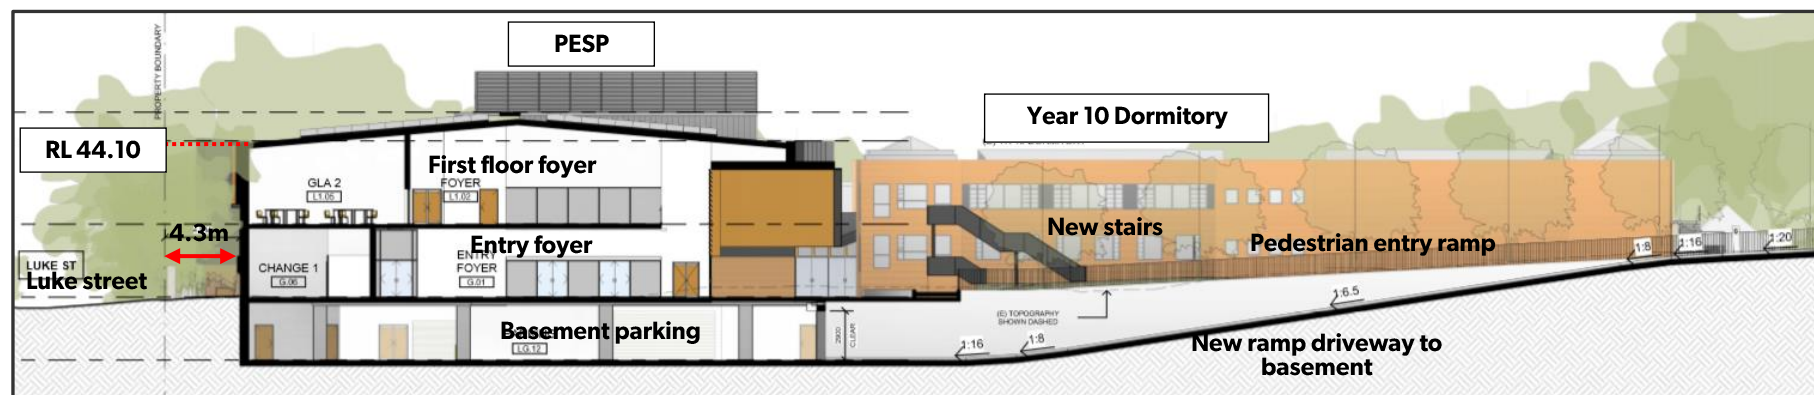 PROPERTY BOUNDARY
PESP
Year 10 Dormitory
RL 44.10
First floor foyer
GLA 2
L1.05
FOYER
L1.02
4.3m
New stairs
Entry foyer
Pedestrian entry ramp
1:8
1:16
1:20
LUKE ST
Luke street
CHANGE 1
G.06
ENTRY
FOYER
G.01
1:6.5
(E) TOPOGRAPHY
SHOWN DASHED
Basement parking
LG.12
2900
CLEAR
1:16
1:8
New ramp driveway to
basement